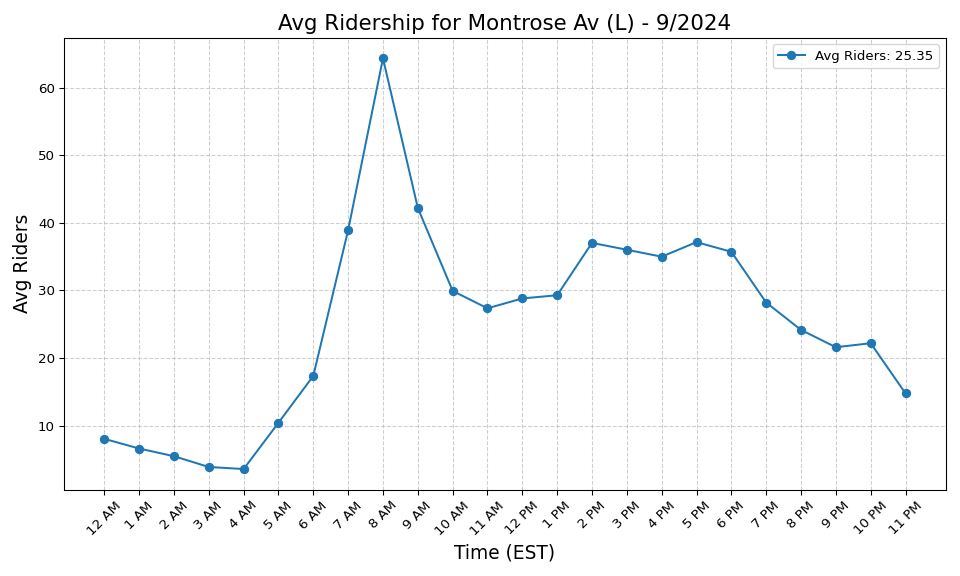 Avg Ridership for Montrose Av (L) - 9/2024
Avg Riders: 25.35
Avg Riders
60
50
40
30
20
10
12 AM 1 AM 2 AM 3 AM 4 AM 5 AM 6 AM 7 AM 8 AM 9 AM 10 AM 11 AM 12 PM 1 PM 2 PM 3 PM 4 PM 5 PM 6 PM 7 PM 8 PM 9 PM 10 PM 11 PM
Time (EST)